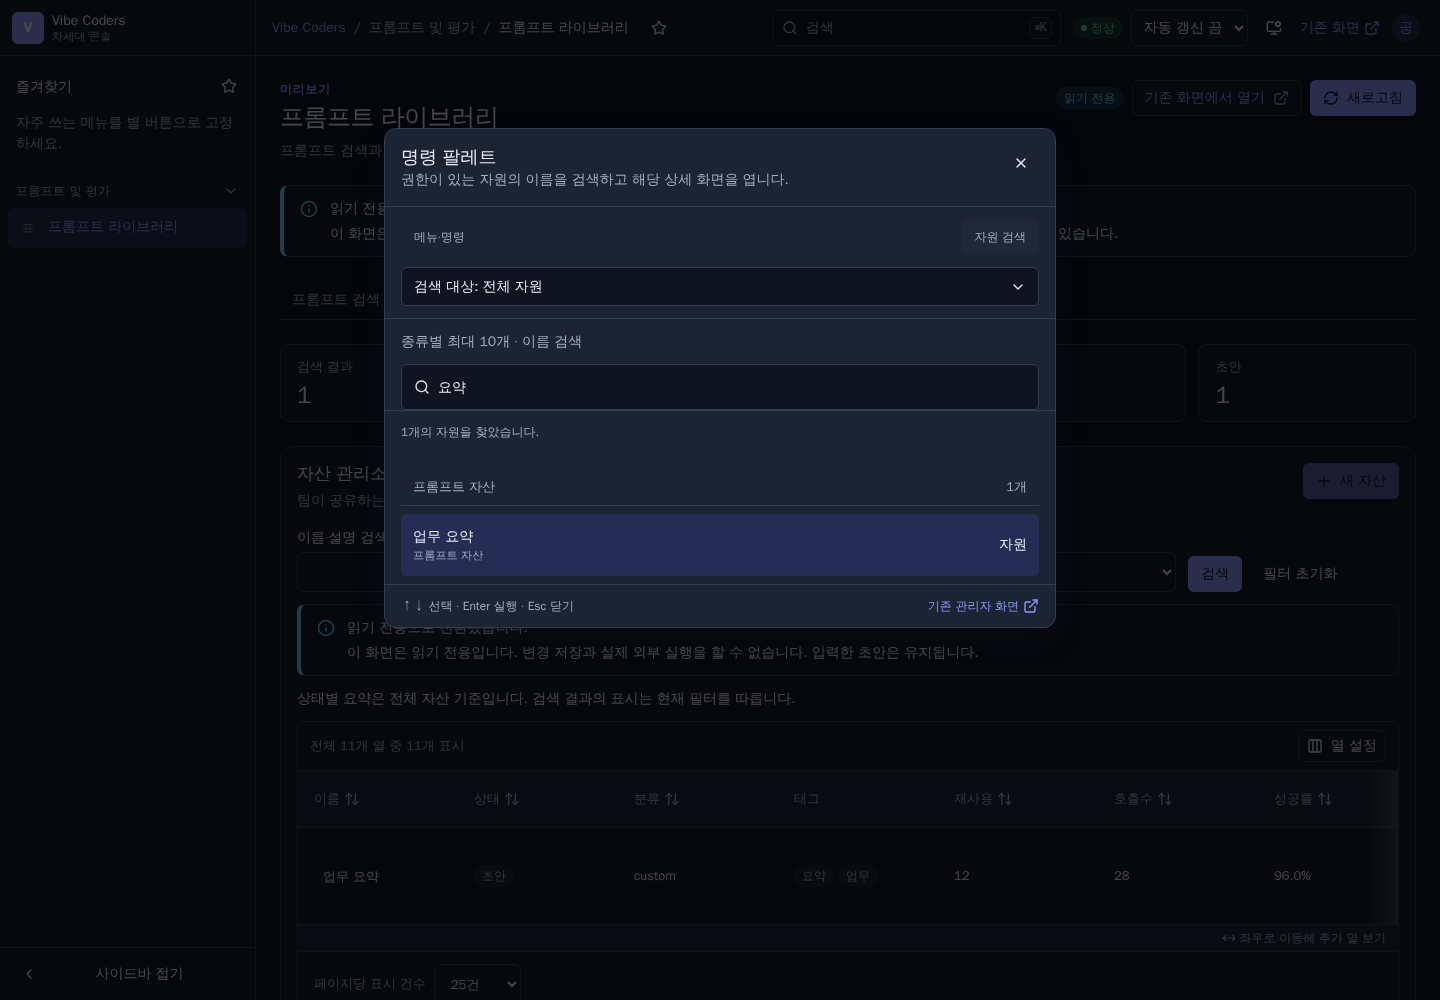 V
Vibe Coders
차세대 콘솔
Vibe Coders / 프롬프트 및 평가 / 프롬프트 라이브러리
검색
⌘K
정상
자동 갱신 끔
기존 화면
공
즐겨찾기
자주 쓰는 메뉴를 별 버튼으로 고정
하세요.
프롬프트 및 평가
프 프롬프트 라이브러리
사이드바 접기
미리보기
프롬프트 라이브러리
프롬프트 검색과
읽기 전용
기존 화면에서 열기
새로고침
읽기 전용
이 화면은
있습니다.
프롬프트 검색
검색 결과
1
초안
1
명령 팔레트
권한이 있는 자원의 이름을 검색하고 해당 상세 화면을 엽니다.
메뉴·명령
자원 검색
검색 대상: 전체 자원
종류별 최대 10개 · 이름 검색
요약
1개의 자원을 찾았습니다.
프롬프트 자산
1개
업무 요약
프롬프트 자산
자원
↑ ↓ 선택 · Enter 실행 · Esc 닫기
기존 관리자 화면
자산 관리소
팀이 공유하는
새 자산
이름·설명 검색
검색
필터 초기화
읽기 전용으로 전환했습니다.
이 화면은 읽기 전용입니다. 변경 저장과 실제 외부 실행을 할 수 없습니다. 입력한 초안은 유지됩니다.
상태별 요약은 전체 자산 기준입니다. 검색 결과의 표시는 현재 필터를 따릅니다.
전체 11개 열 중 11개 표시
열 설정
이름 상태 분류 태그 재사용 호출수 성공률
업무 요약 초안 custom 요약 업무 12 28 96.0%
좌우로 이동해 추가 열 보기
페이지당 표시 건수
25건